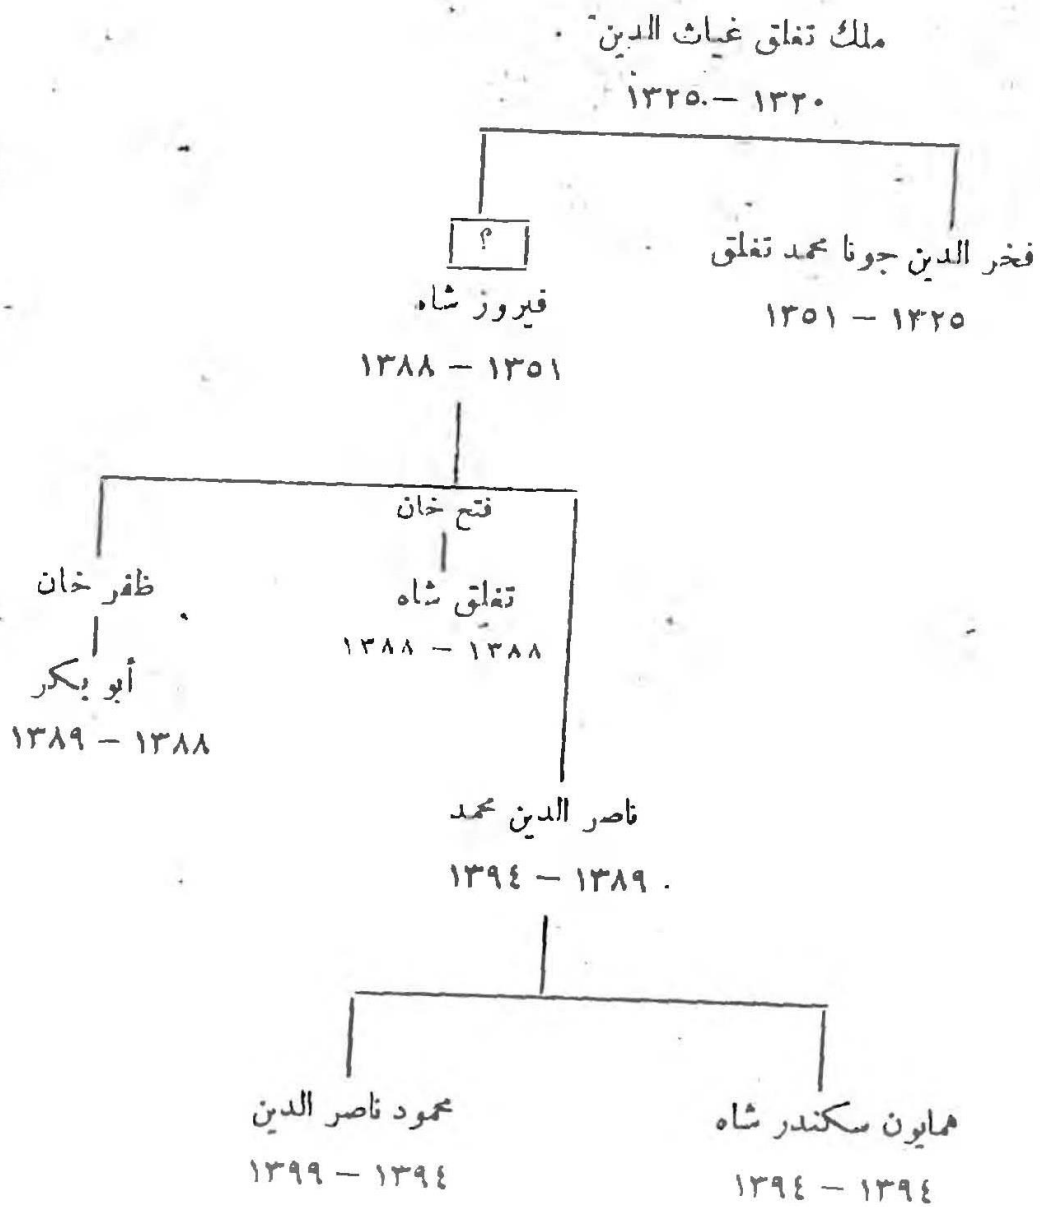 ملك تغلق غياث الدين
١٣٢٠ – ١٣٢٥
فخر الدين جونا محمد تغلق
١٣٢٥ – ١٣٥١
؟
فيروز شاه
١٣٥١ – ١٣٨٨
فتح خان
تغلق شاه
١٣٨٨ – ١٣٨٨
ظفر خان
أبو بكر
١٣٨٨ – ١٣٨٩
ناصر الدين محمد
١٣٨٩ – ١٣٩٤
همايون سكندر شاه
١٣٩٤ – ١٣٩٤
محمود ناصر الدين
١٣٩٤ – ١٣٩٩